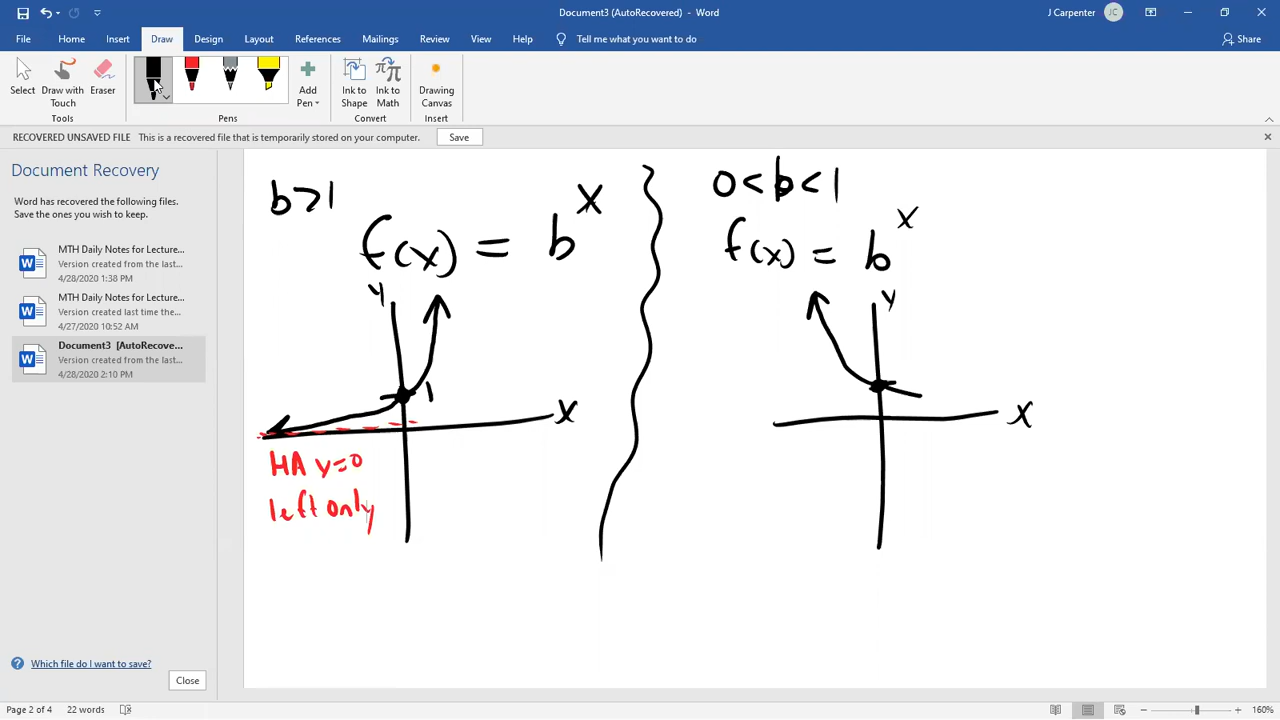 Document3 (AutoRecovered) - Word
J Carpenter
JC
File
Home
Insert
Draw
Design
Layout
References
Mailings
Review
View
Help
Tell me what you want to do
Share
Select
Draw with Touch
Eraser
Add Pen
Ink to Shape
Ink to Math
Drawing Canvas
Tools
Pens
Convert
Insert
RECOVERED UNSAVED FILE
This is a recovered file that is temporarily stored on your computer.
Save
Document Recovery
Word has recovered the following files.
Save the ones you wish to keep.
MTH Daily Notes for Lecture...
Version created from the last...
4/28/2020 1:38 PM
MTH Daily Notes for Lecture...
Version created last time the...
4/27/2020 10:52 AM
Document3 [AutoRecove...
Version created from the last...
4/28/2020 2:10 PM
Which file do I want to save?
Close
b>1
f(x) = b^x
y
1
x
HA y=0
left only
0<b<1
f(x) = b^x
y
x
Page 2 of 4
22 words
160%